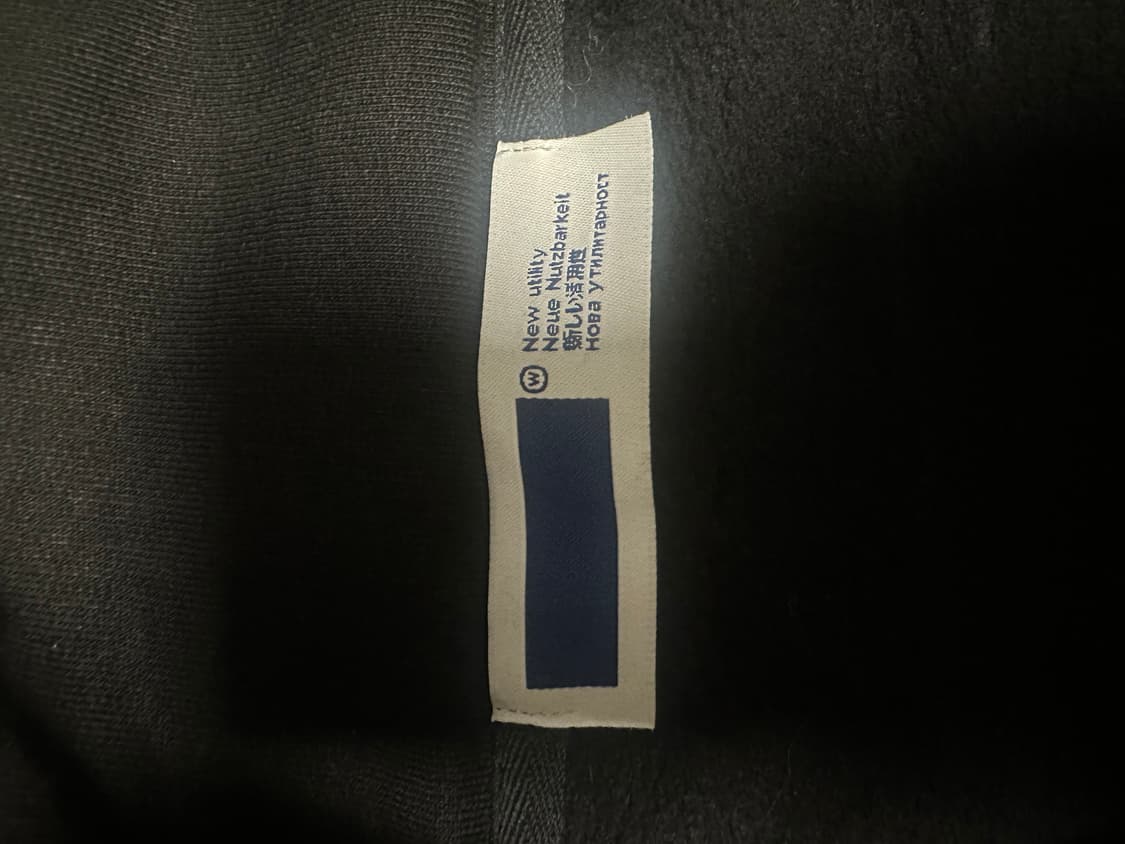 Ⓦ New utility
Neue Nutzbarkeit
新しい活用性
Нова утилитарност